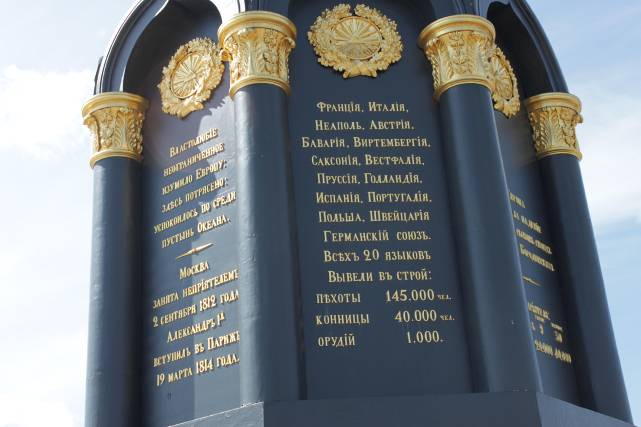 Властолюбіе
неограниченное
изумило Европу:
здѣсь потрясено;
успокоилось по среди
пустынь Океана.
Москва
занята непріятелемъ
2 сентября 1812 года
Александръ I^й
вступилъ въ Парижъ
19 марта 1814 года.
Франція, Италія,
Неаполь, Австрія,
Баварія, Виртембергія,
Саксонія, Вестфалія,
Пруссія, Голландія,
Испанія, Португалія,
Польша, Швейцарія
Германскій союзъ.
Всѣхъ 20 языковъ
Вывели въ строй:
пѣхоты 145.000 чел.
конницы 40.000 чел.
орудій 1.000.